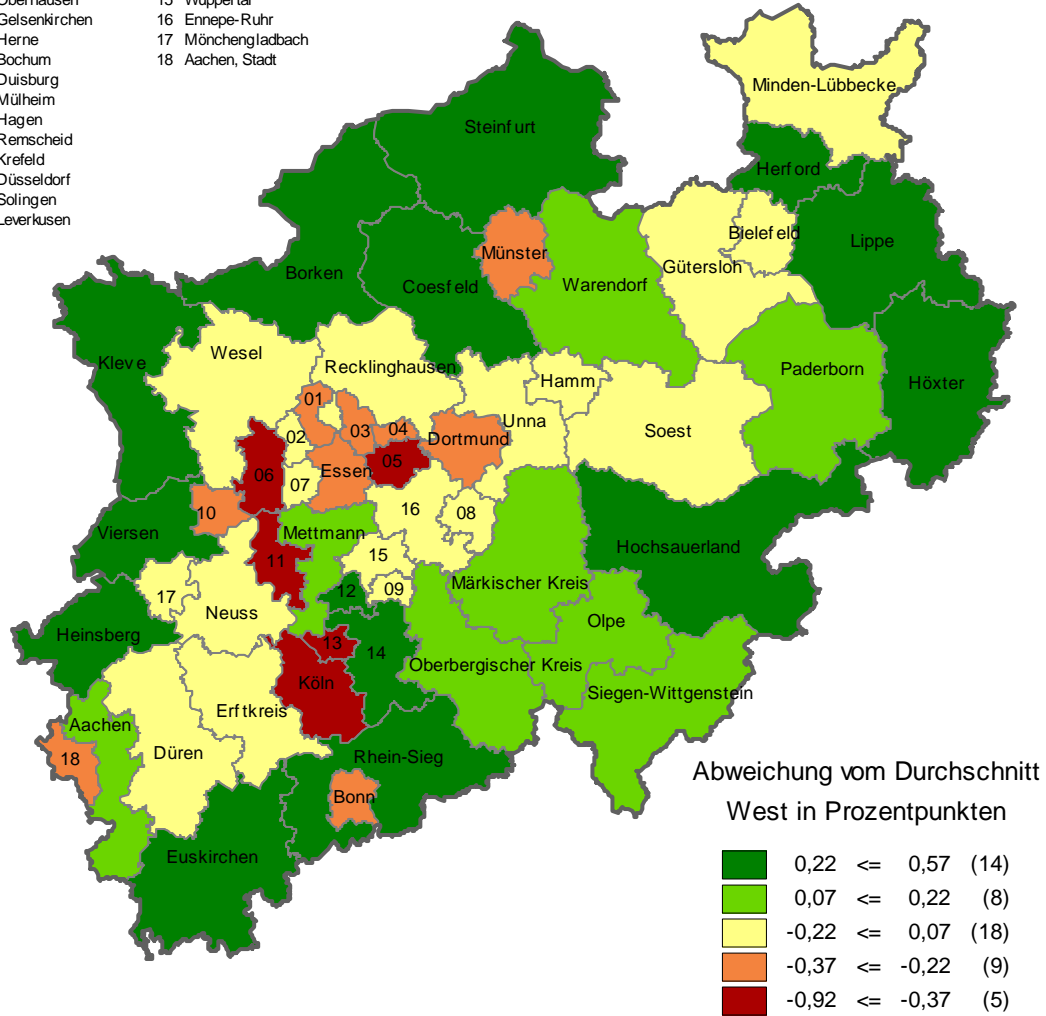 Oberhausen 15 Wuppertal
Gelsenkirchen 16 Ennepe-Ruhr
Herne 17 Mönchengladbach
Bochum 18 Aachen, Stadt
Duisburg
Mülheim
Hagen
Remscheid
Krefeld
Düsseldorf
Solingen
Leverkusen
Minden-Lübbecke
Steinfurt
Herford
Bielefeld
Lippe
Münster
Gütersloh
Borken
Coesfeld
Warendorf
Wesel
Kleve
Recklinghausen
Paderborn
Hamm
Höxter
01
Unna
02
03
04
Dortmund
Soest
05
Essen
06
07
10
16
08
Viersen
Mettmann
Hochsauerland
11
15
Märkischer Kreis
12
09
17
Neuss
Olpe
Heinsberg
13
14
Oberbergischer Kreis
Köln
Siegen-Wittgenstein
Erftkreis
Aachen
Düren
18
Rhein-Sieg
Bonn
Euskirchen
Abweichung vom Durchschnitt
West in Prozentpunkten
0,22 <= 0,57 (14)
0,07 <= 0,22 (8)
-0,22 <= 0,07 (18)
-0,37 <= -0,22 (9)
-0,92 <= -0,37 (5)